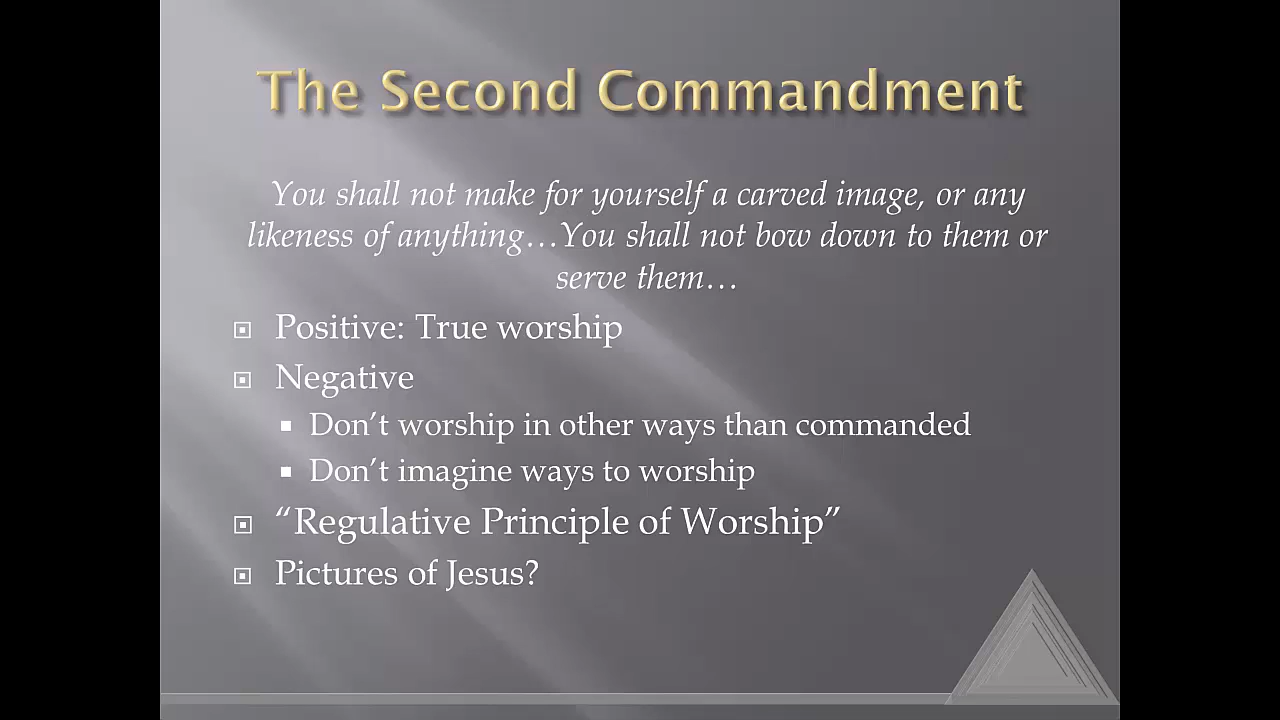 The Second Commandment
You shall not make for yourself a carved image, or any
likeness of anything…You shall not bow down to them or
serve them…
Positive: True worship
Negative
Don’t worship in other ways than commanded
Don’t imagine ways to worship
“Regulative Principle of Worship”
Pictures of Jesus?